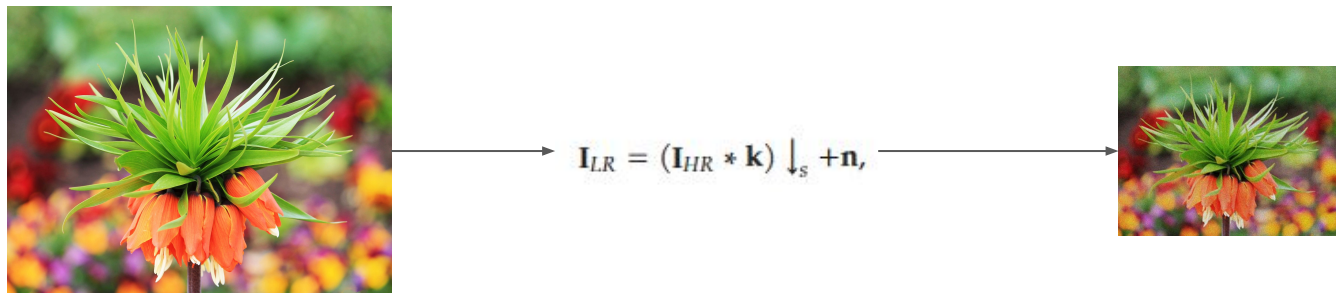 I_LR = (I_HR * k) ↓_s +n,